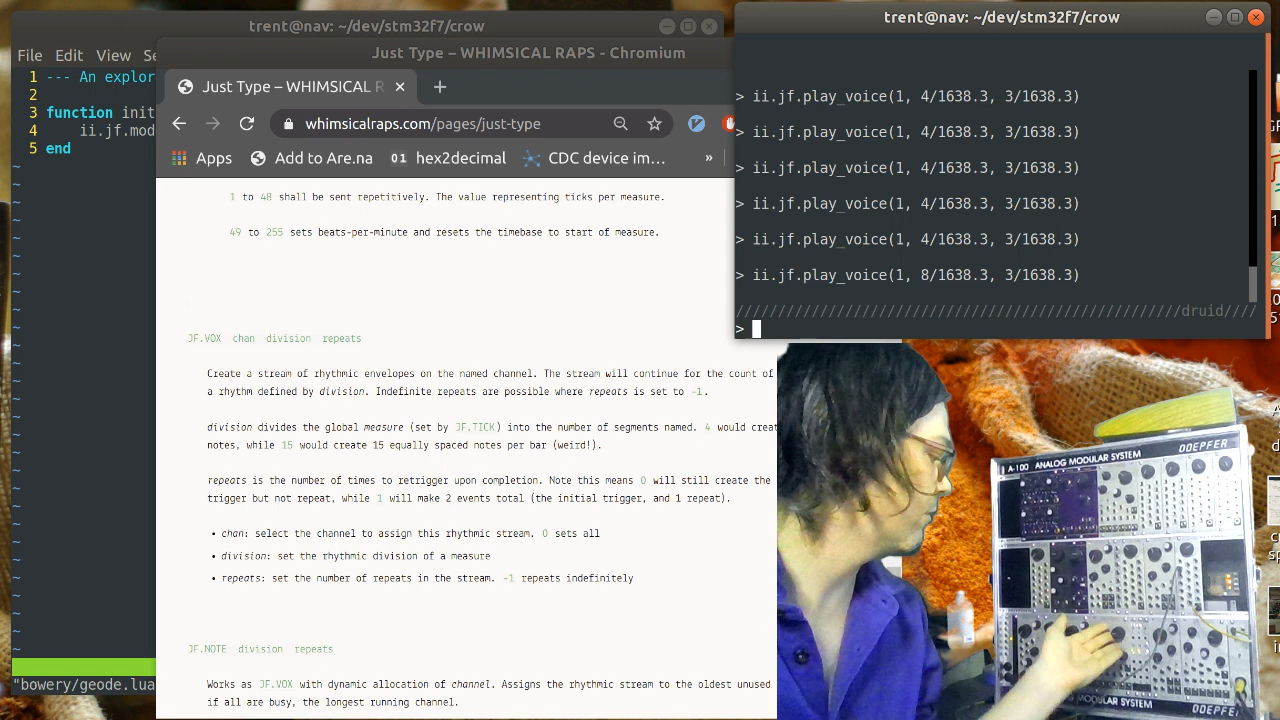 trent@nav: ~/dev/stm32f7/crow
File Edit View Se
1 --- An explor
2
3 function init
4 ii.jf.mod
5 end
~
"bowery/geode.lua
Just Type – WHIMSICAL RAPS - Chromium
Just Type – WHIMSICAL R
whimsicalraps.com/pages/just-type
Apps Add to Are.na 01 hex2decimal CDC device im... »
1 to 48 shall be sent repetitively. The value representing ticks per measure.
49 to 255 sets beats-per-minute and resets the timebase to start of measure.
JF.VOX chan division repeats
Create a stream of rhythmic envelopes on the named channel. The stream will continue for the count of
a rhythm defined by division. Indefinite repeats are possible where repeats is set to -1.
division divides the global measure (set by JF.TICK) into the number of segments named. 4 would creat
notes, while 15 would create 15 equally spaced notes per bar (weird!).
repeats is the number of times to retrigger upon completion. Note this means 0 will still create the
trigger but not repeat, while 1 will make 2 events total (the initial trigger, and 1 repeat).
• chan: select the channel to assign this rhythmic stream. 0 sets all
• division: set the rhythmic division of a measure
• repeats: set the number of repeats in the stream. -1 repeats indefinitely
JF.NOTE division repeats
Works as JF.VOX with dynamic allocation of channel. Assigns the rhythmic stream to the oldest unused
if all are busy, the longest running channel.
trent@nav: ~/dev/stm32f7/crow
> ii.jf.play_voice(1, 4/1638.3, 3/1638.3)
> ii.jf.play_voice(1, 4/1638.3, 3/1638.3)
> ii.jf.play_voice(1, 4/1638.3, 3/1638.3)
> ii.jf.play_voice(1, 4/1638.3, 3/1638.3)
> ii.jf.play_voice(1, 4/1638.3, 3/1638.3)
> ii.jf.play_voice(1, 8/1638.3, 3/1638.3)
/////////////////////////////////////////////////////druid////
>
A-100 ANALOG MODULAR SYSTEM DOEPFER